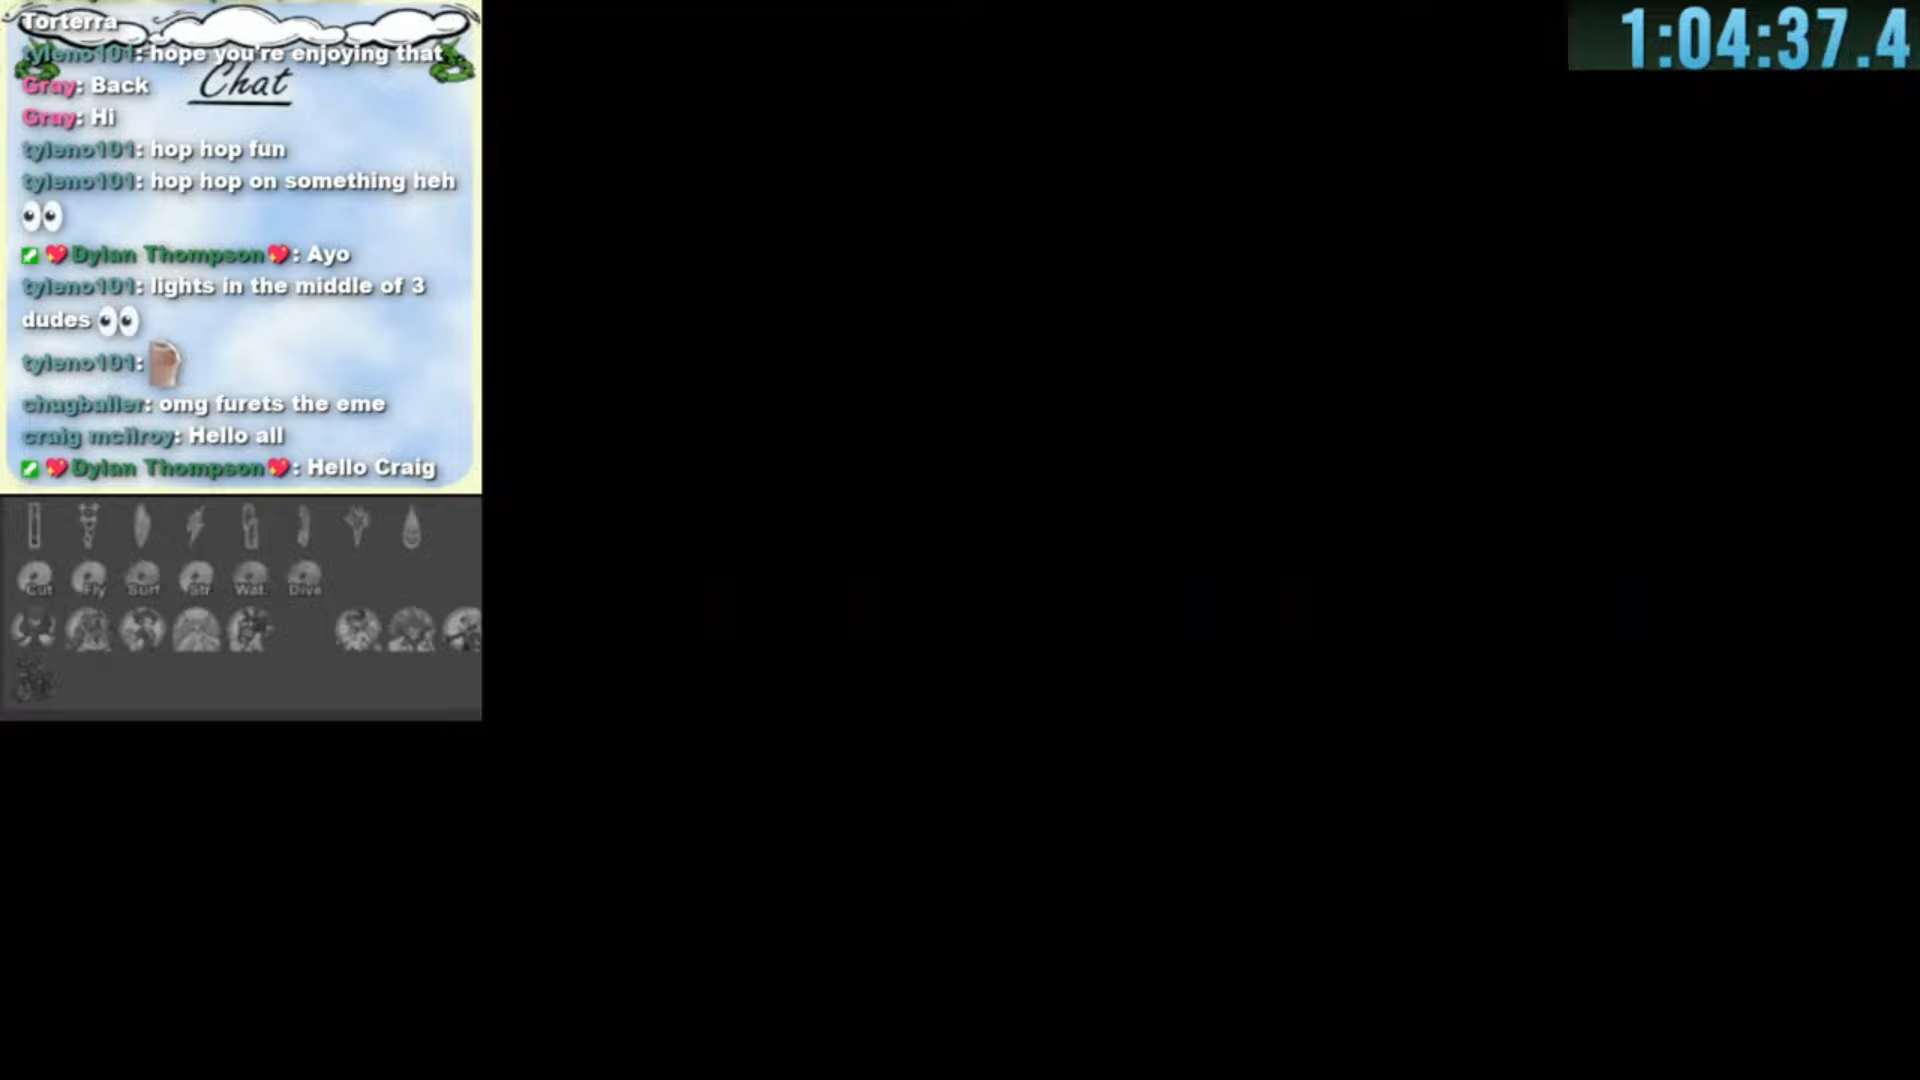 Torterra
tyleno101: hope you're enjoying that
Chat
Gray: Back
Gray: Hi
tyleno101: hop hop fun
tyleno101: hop hop on something heh
👀
💖Dylan Thompson💖: Ayo
tyleno101: lights in the middle of 3
dudes 👀
tyleno101:
chugballer: omg furets the eme
craig mcilroy: Hello all
💖Dylan Thompson💖: Hello Craig
Cut Fly Surf Str Wat. Dive
1:04:37.4